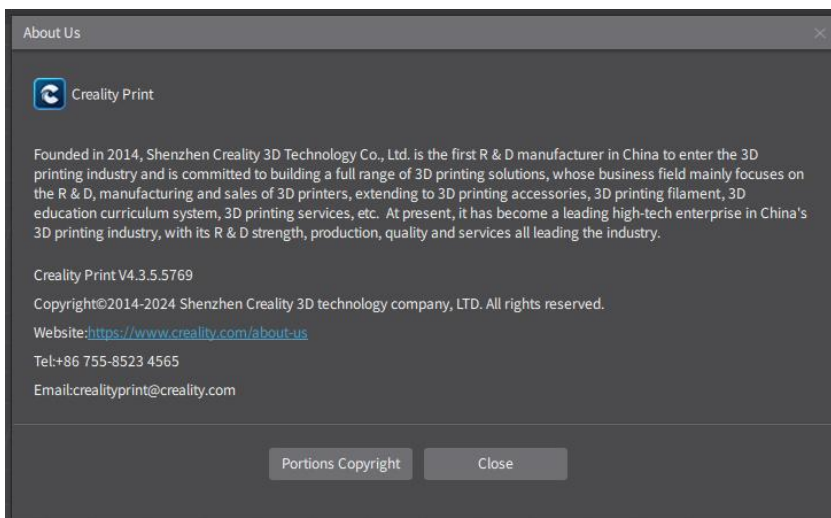 About Us
Creality Print
Founded in 2014, Shenzhen Creality 3D Technology Co., Ltd. is the first R & D manufacturer in China to enter the 3D
printing industry and is committed to building a full range of 3D printing solutions, whose business field mainly focuses on
the R & D, manufacturing and sales of 3D printers, extending to 3D printing accessories, 3D printing filament, 3D
education curriculum system, 3D printing services, etc. At present, it has become a leading high-tech enterprise in China's
3D printing industry, with its R & D strength, production, quality and services all leading the industry.
Creality Print V4.3.5.5769
Copyright©2014-2024 Shenzhen Creality 3D technology company, LTD. All rights reserved.
Website:https://www.creality.com/about-us
Tel:+86 755-8523 4565
Email:crealityprint@creality.com
Portions Copyright
Close